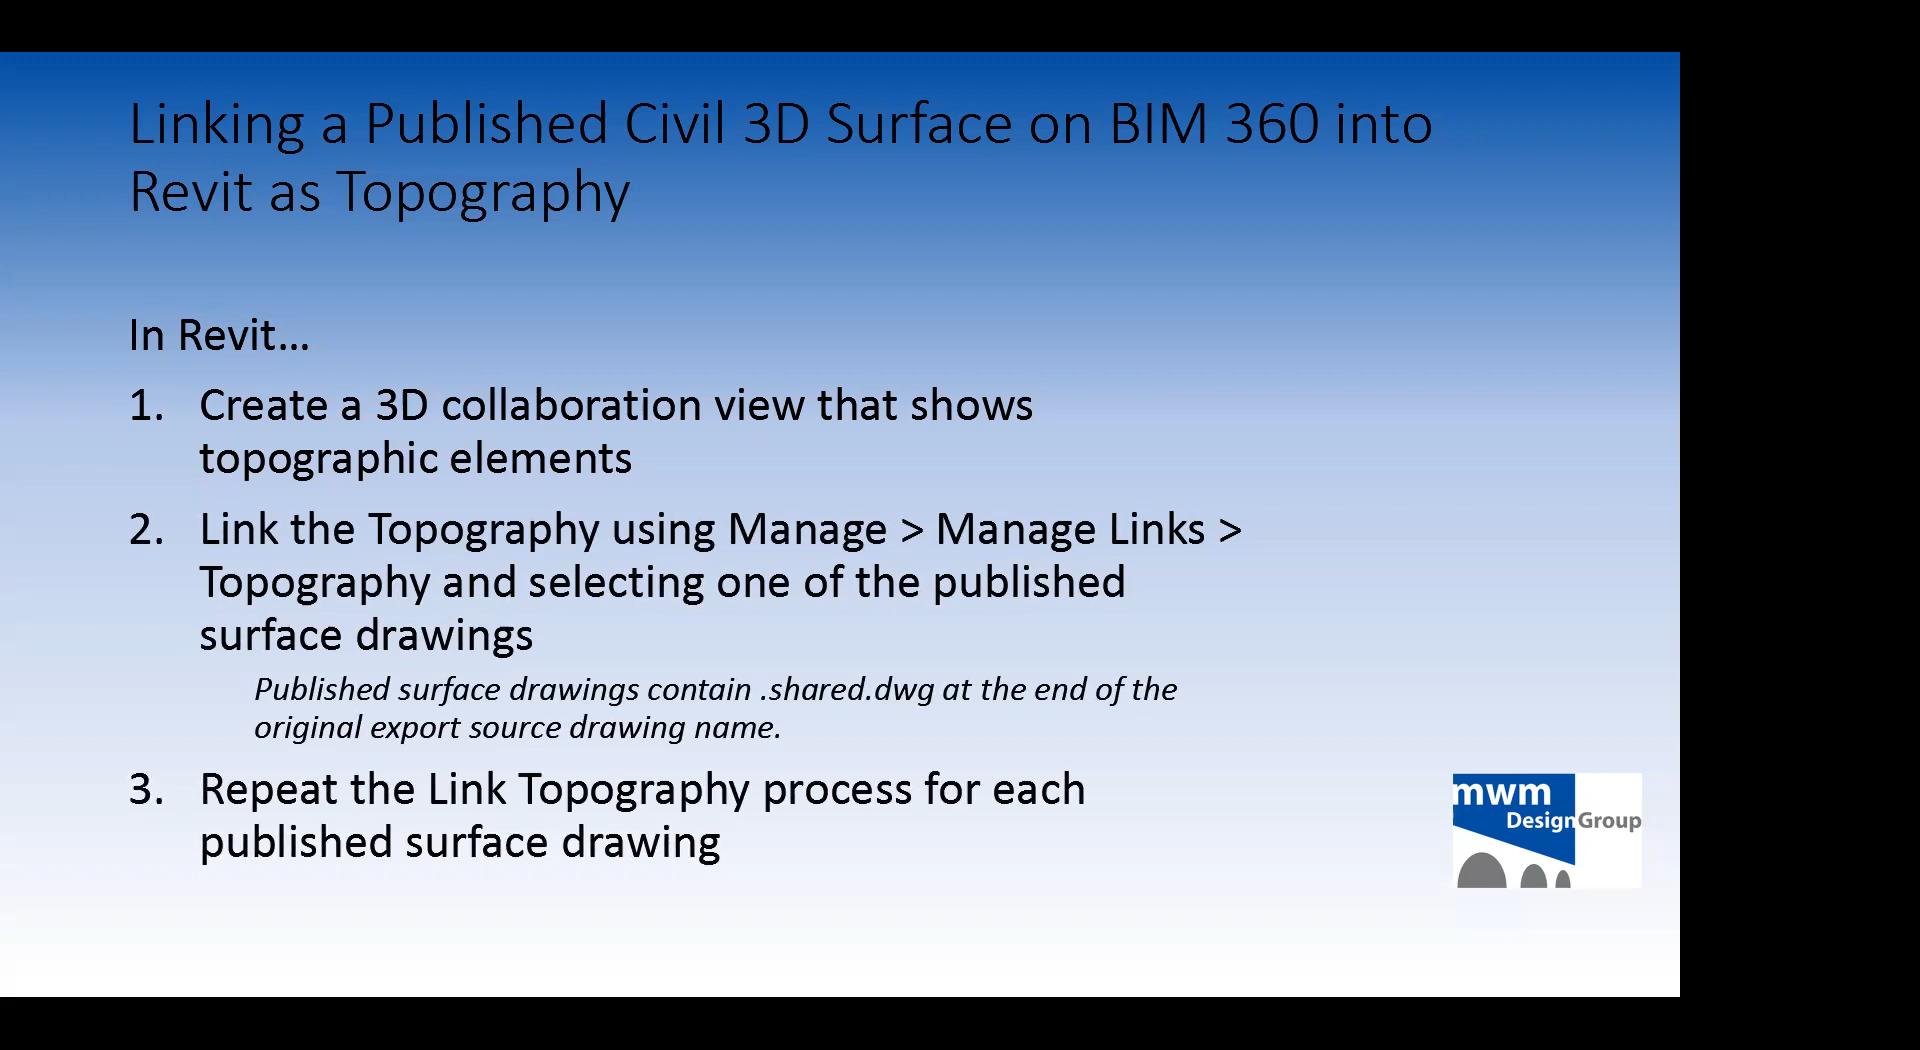 Linking a Published Civil 3D Surface on BIM 360 into
Revit as Topography
In Revit...
1. Create a 3D collaboration view that shows
topographic elements
2. Link the Topography using Manage > Manage Links >
Topography and selecting one of the published
surface drawings
Published surface drawings contain .shared.dwg at the end of the
original export source drawing name.
3. Repeat the Link Topography process for each
published surface drawing
mwm
DesignGroup